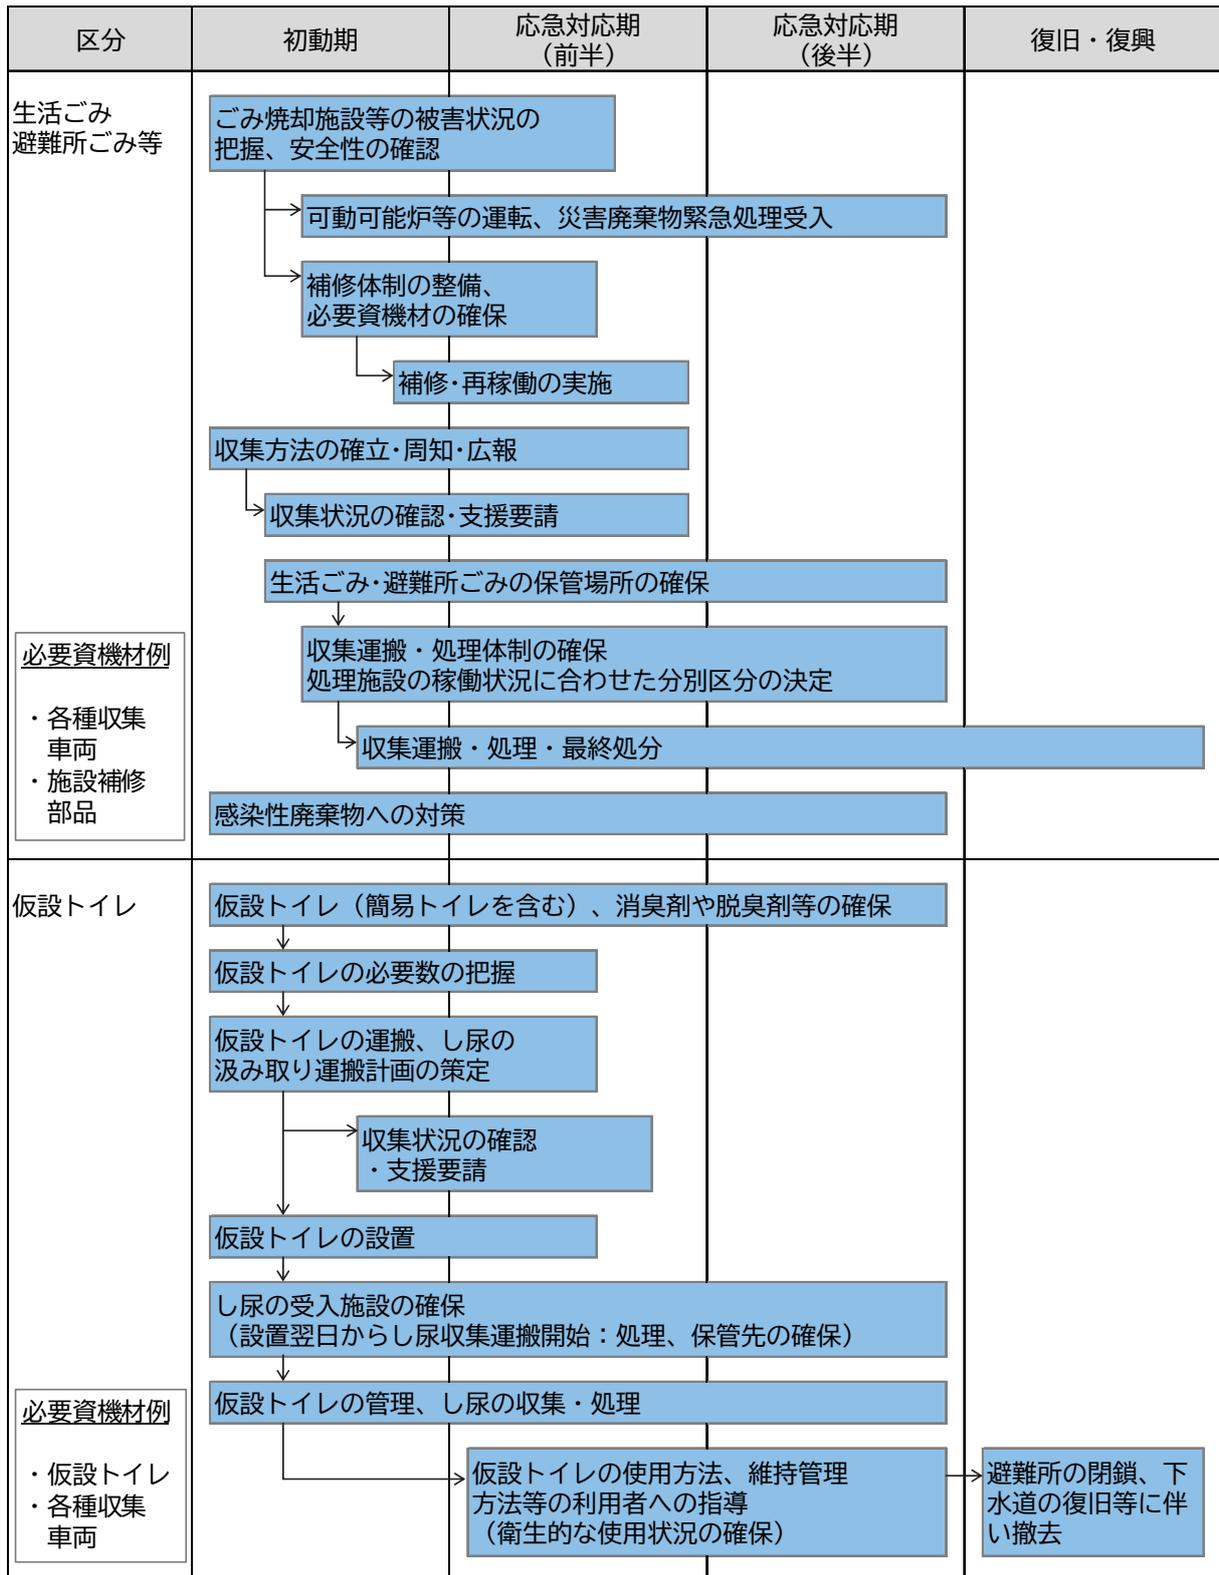 区分
初動期
応急対応期
（前半）
応急対応期
（後半）
復旧・復興
生活ごみ
避難所ごみ等
ごみ焼却施設等の被害状況の
把握、安全性の確認
可動可能炉等の運転、災害廃棄物緊急処理受入
補修体制の整備、
必要資機材の確保
補修･再稼働の実施
収集方法の確立･周知･広報
収集状況の確認･支援要請
生活ごみ･避難所ごみの保管場所の確保
収集運搬・処理体制の確保
処理施設の稼働状況に合わせた分別区分の決定
収集運搬・処理・最終処分
感染性廃棄物への対策
必要資機材例
・各種収集
車両
・施設補修
部品
仮設トイレ
仮設トイレ（簡易トイレを含む）、消臭剤や脱臭剤等の確保
仮設トイレの必要数の把握
仮設トイレの運搬、し尿の
汲み取り運搬計画の策定
収集状況の確認
・支援要請
仮設トイレの設置
し尿の受入施設の確保
（設置翌日からし尿収集運搬開始：処理、保管先の確保）
仮設トイレの管理、し尿の収集・処理
仮設トイレの使用方法、維持管理
方法等の利用者への指導
（衛生的な使用状況の確保）
避難所の閉鎖、下
水道の復旧等に伴
い撤去
必要資機材例
・仮設トイレ
・各種収集
車両